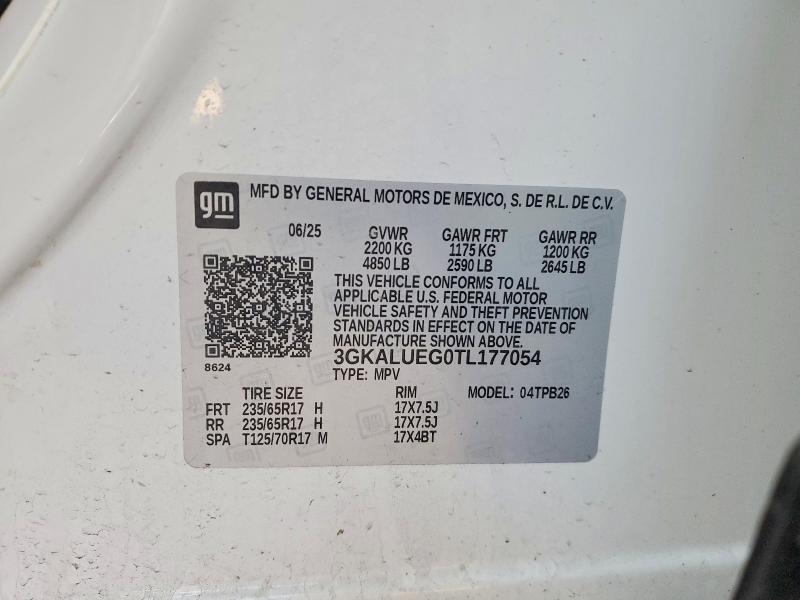 gm MFD BY GENERAL MOTORS DE MEXICO, S. DE R.L. DE C.V.
06/25 GVWR GAWR FRT GAWR RR
2200 KG 1175 KG 1200 KG
4850 LB 2590 LB 2645 LB
THIS VEHICLE CONFORMS TO ALL
APPLICABLE U.S. FEDERAL MOTOR
VEHICLE SAFETY AND THEFT PREVENTION
STANDARDS IN EFFECT ON THE DATE OF
MANUFACTURE SHOWN ABOVE.
3GKALUEG0TL177054
8624
TYPE: MPV
TIRE SIZE RIM MODEL: 04TPB26
FRT 235/65R17 H 17X7.5J
RR 235/65R17 H 17X7.5J
SPA T125/70R17 M 17X4BT